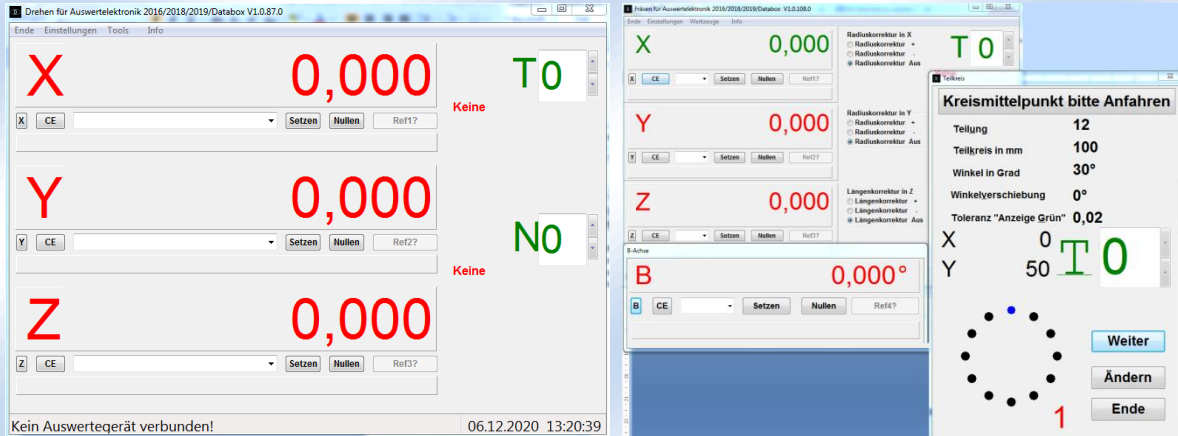 Drehen für Auswertelektronik 2016/2018/2019/Databox V1.0.87.0
Ende Einstellungen Tools Info
X 0,000
T0
Keine
X CE Setzen Nullen Ref1?
Y 0,000
N0
Y CE Setzen Nullen Ref2?
Keine
Z 0,000
Z CE Setzen Nullen Ref3?
Kein Auswertegerät verbunden! 06.12.2020 13:20:39
Fräsen für Auswertelektronik 2016/2018/2019/Databox V1.0.108.0
Ende Einstellungen Werkzeuge Info
X 0,000
Radiuskorrektur in X
Radiuskorrektur +
Radiuskorrektur -
Radiuskorrektur Aus
T 0
X CE Setzen Nullen Ref1?
Y 0,000
Radiuskorrektur in Y
Radiuskorrektur +
Radiuskorrektur -
Radiuskorrektur Aus
Y CE Setzen Nullen Ref2?
Z 0,000
Längenkorrektur in Z
Längenkorrektur +
Längenkorrektur -
Längenkorrektur Aus
Z CE Setzen Nullen Ref3?
B-Achse
B 0,000°
B CE Setzen Nullen Ref4?
Teilkreis
Kreismittelpunkt bitte Anfahren
Teilung 12
Teilkreis in mm 100
Winkel in Grad 30°
Winkelverschiebung 0°
Toleranz "Anzeige Grün" 0,02
X 0
Y 50
T 0
Weiter
Ändern
Ende
1